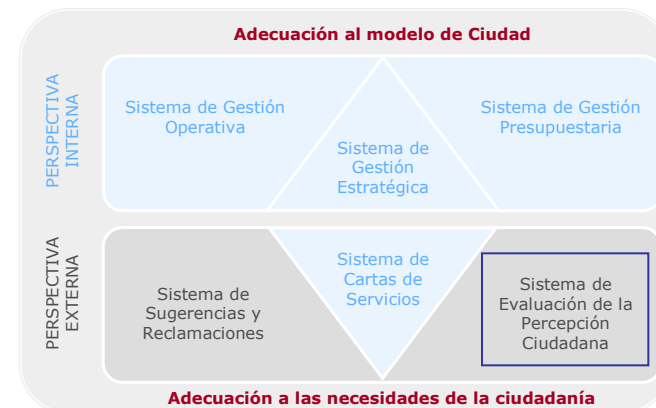 Adecuación al modelo de Ciudad
PERSPECTIVA
INTERNA
Sistema de Gestión
Operativa
Sistema de
Gestión
Estratégica
Sistema de Gestión
Presupuestaria
PERSPECTIVA
EXTERNA
Sistema de
Sugerencias y
Reclamaciones
Sistema de
Cartas de
Servicios
Sistema de
Evaluación de la
Percepción
Ciudadana
Adecuación a las necesidades de la ciudadanía